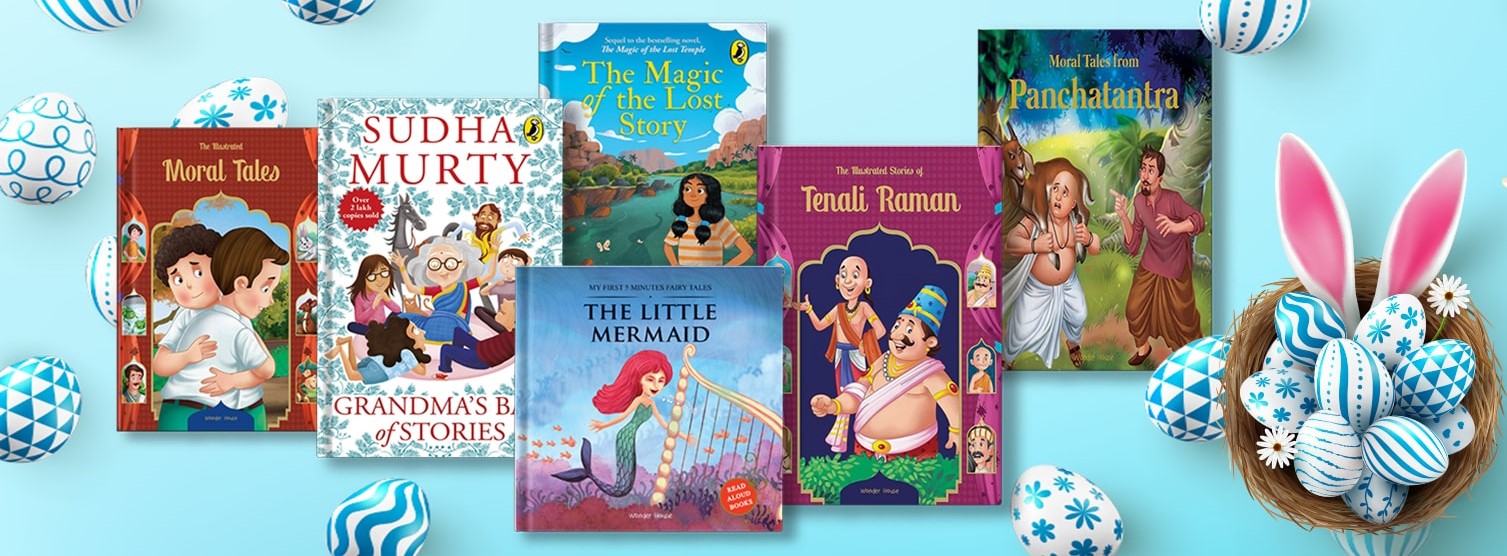 The Illustrated
Moral Tales
Wonder House
SUDHA
MURTY
Over
2 lakh
copies sold
GRANDMA'S BA
of STORIES
Sequel to the bestselling novel,
The Magic of the Lost Temple
The Magic
of the Lost
Story
MY FIRST 5 MINUTES FAIRY TALES
THE LITTLE
MERMAID
READ
ALOUD
BOOKS
Wonder House
The Illustrated Stories of
Tenali Raman
Wonder House
Moral Tales from
Panchatantra
Wonder House